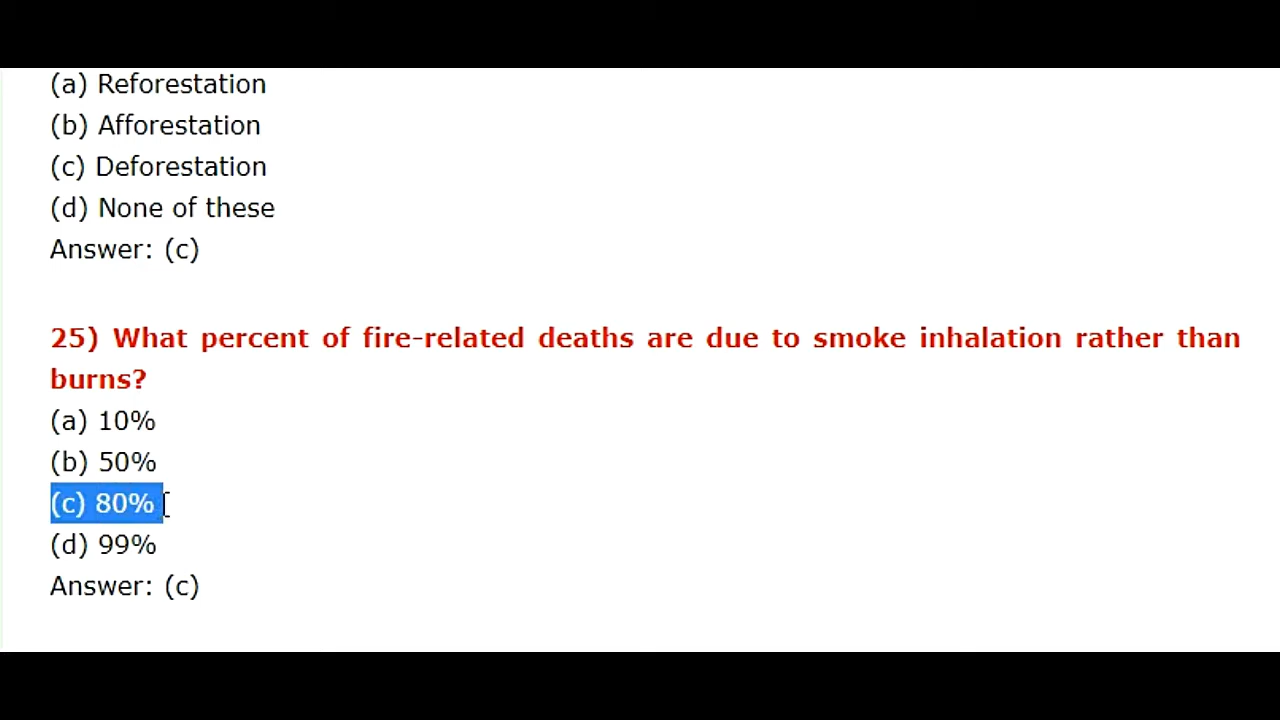 (a) Reforestation
(b) Afforestation
(c) Deforestation
(d) None of these
Answer: (c)
25) What percent of fire-related deaths are due to smoke inhalation rather than
burns?
(a) 10%
(b) 50%
(c) 80%
(d) 99%
Answer: (c)